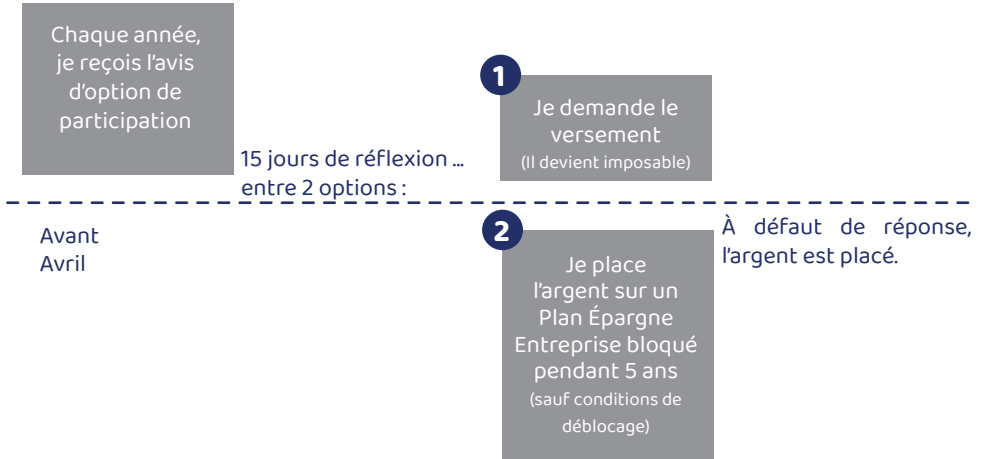 Chaque année,
je reçois l'avis
d'option de
participation
15 jours de réflexion ...
entre 2 options :
Avant
Avril
1
Je demande le
versement
(Il devient imposable)
2
Je place
l'argent sur un
Plan Épargne
Entreprise bloqué
pendant 5 ans
(sauf conditions de
déblocage)
À défaut de réponse,
l'argent est placé.